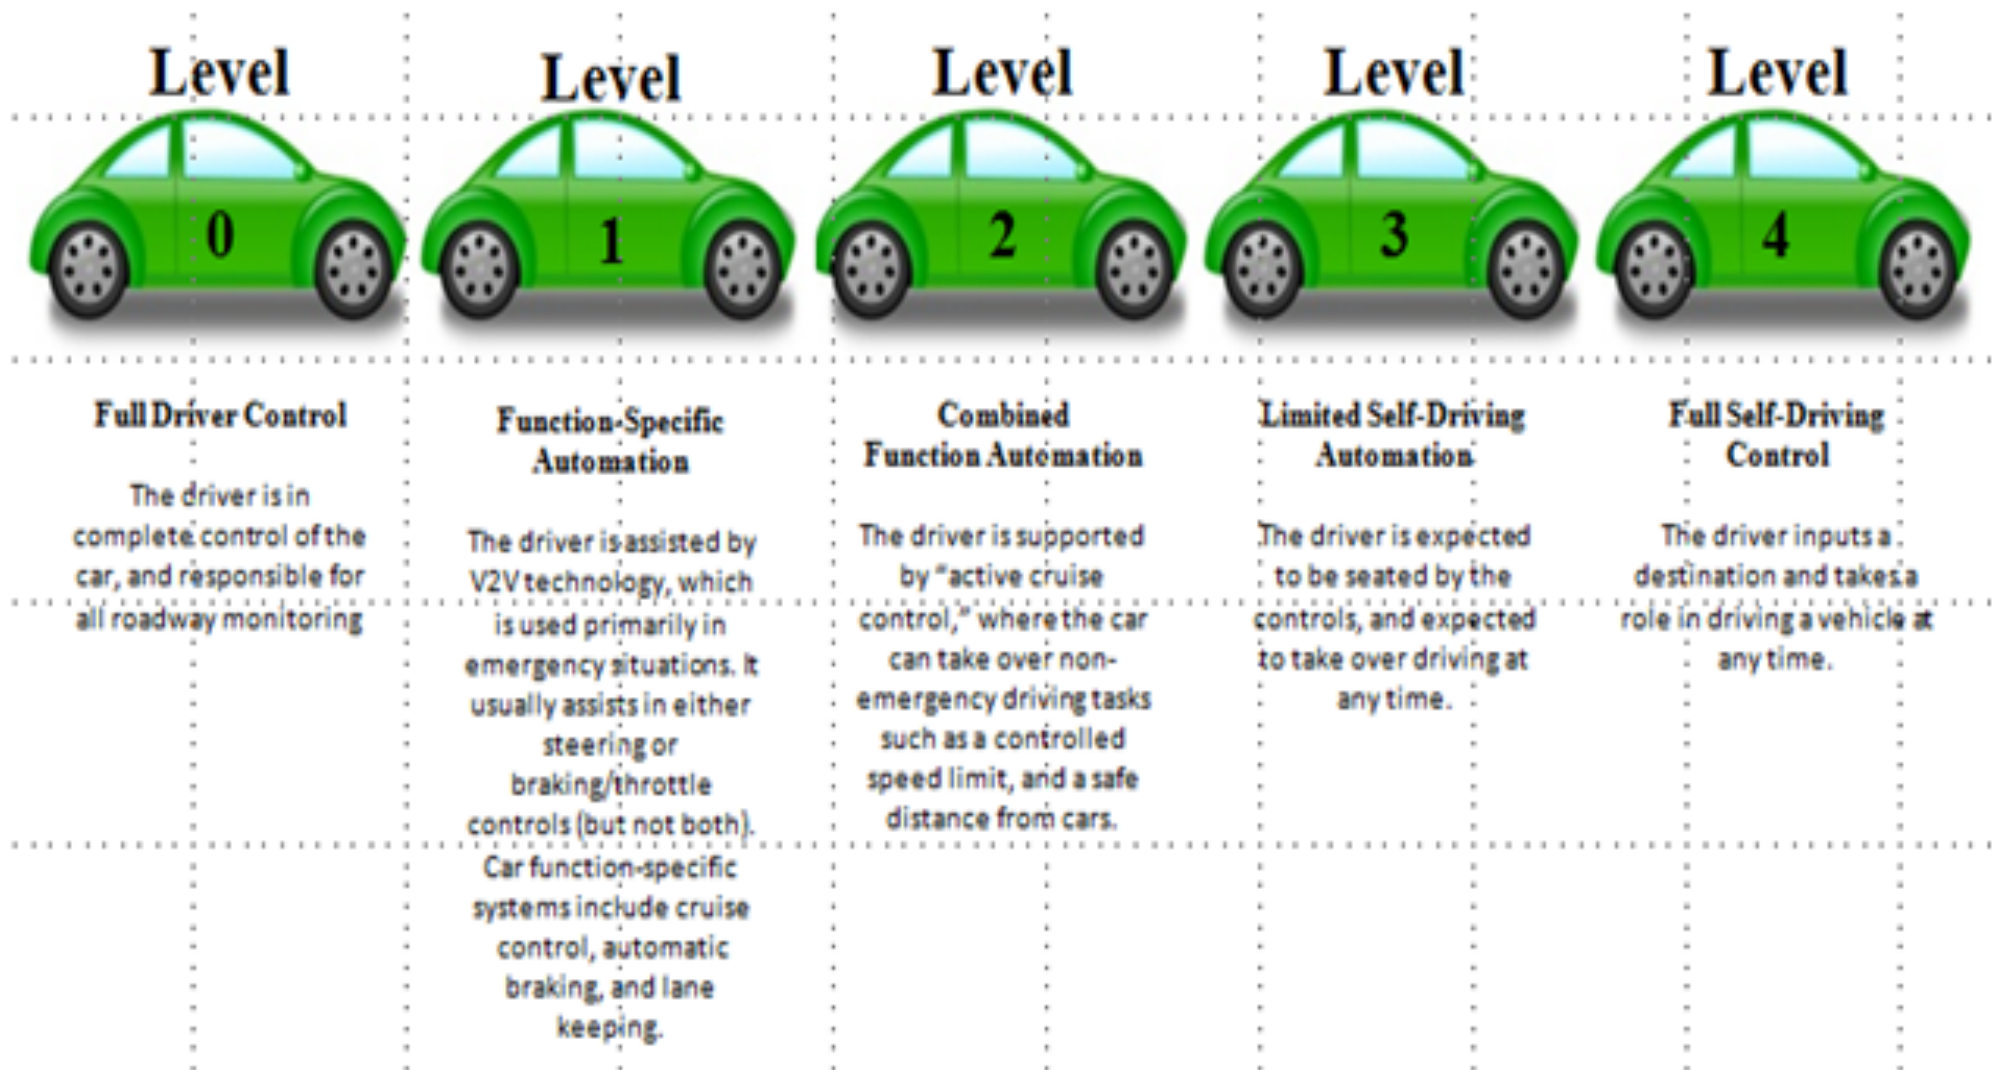 Level
0
Full Driver Control
The driver is in
complete control of the
car, and responsible for
all roadway monitoring
Level
1
Function-Specific
Automation
The driver is assisted by
V2V technology, which
is used primarily in
emergency situations. It
usually assists in either
steering or
braking/throttle
controls (but not both).
Car function-specific
systems include cruise
control, automatic
braking, and lane
keeping.
Level
2
Combined
Function Automation
The driver is supported
by “active cruise
control,” where the car
can take over non-
emergency driving tasks
such as a controlled
speed limit, and a safe
distance from cars.
Level
3
Limited Self-Driving
Automation
The driver is expected
to be seated by the
controls, and expected
to take over driving at
any time.
Level
4
Full Self-Driving
Control
The driver inputs a
destination and takes a
role in driving a vehicle at
any time.